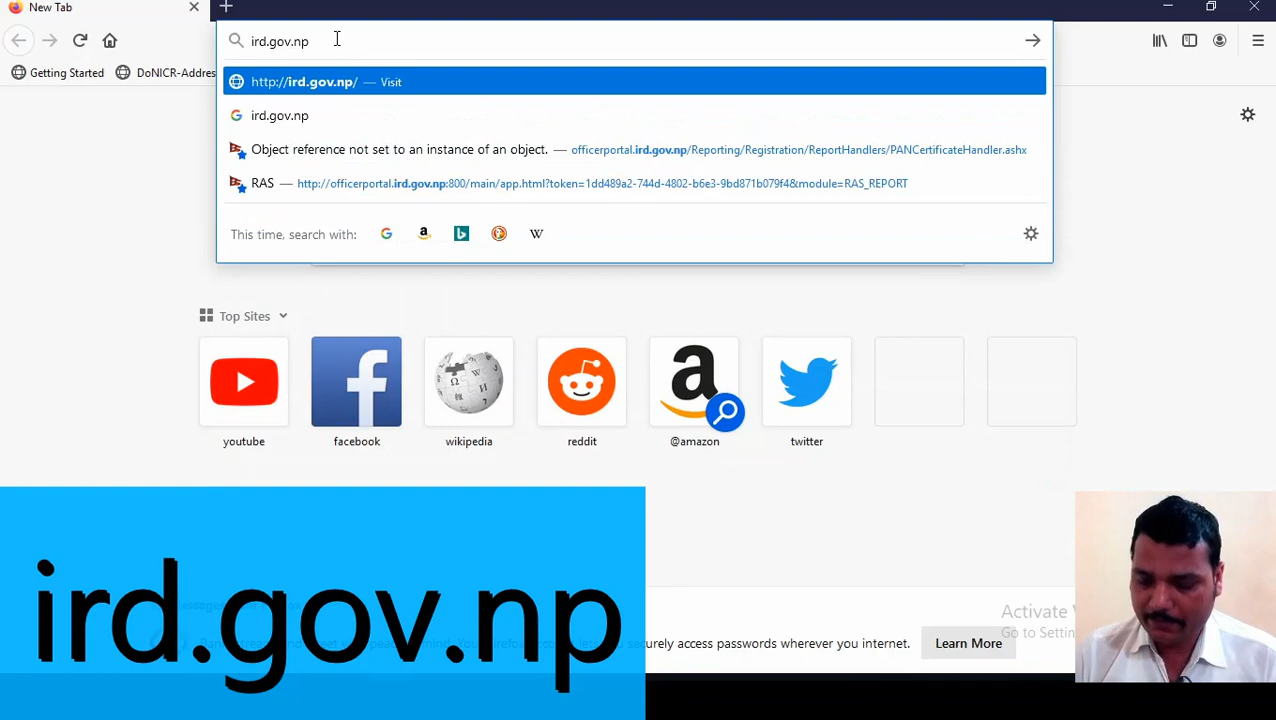 New Tab
ird.gov.np
Getting Started
DoNICR-Addres
http://ird.gov.np/ — Visit
ird.gov.np
Object reference not set to an instance of an object. — officerportal.ird.gov.np/Reporting/Registration/ReportHandlers/PANCertificateHandler.ashx
RAS — http://officerportal.ird.gov.np:800/main/app.html?token=1dd489a2-744d-4802-b6e3-9bd871b079f4&module=RAS_REPORT
This time, search with:
Top Sites
youtube
facebook
wikipedia
reddit
@amazon
twitter
ird.gov.np
securely access passwords wherever you internet.
Learn More
Activate
Go to Settin